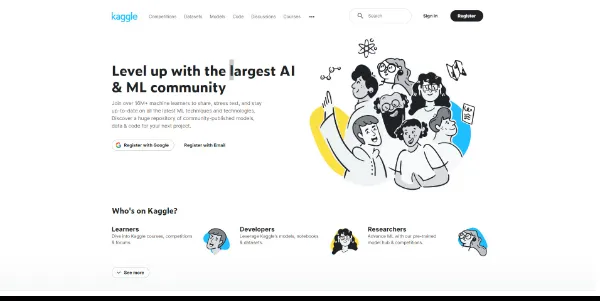 kaggle
Competitions Datasets Models Code Discussions Courses •••
Search
Sign In
Register
Level up with the largest AI
& ML community
Join over 18M+ machine learners to share, stress test, and stay
up-to-date on all the latest ML techniques and technologies.
Discover a huge repository of community-published models,
data & code for your next project.
Register with Google
Register with Email
Who's on Kaggle?
Learners
Dive into Kaggle courses, competitions
& forums.
Developers
Leverage Kaggle's models, notebooks
& datasets.
Researchers
Advance ML with our pre-trained
model hub & competitions.
See more